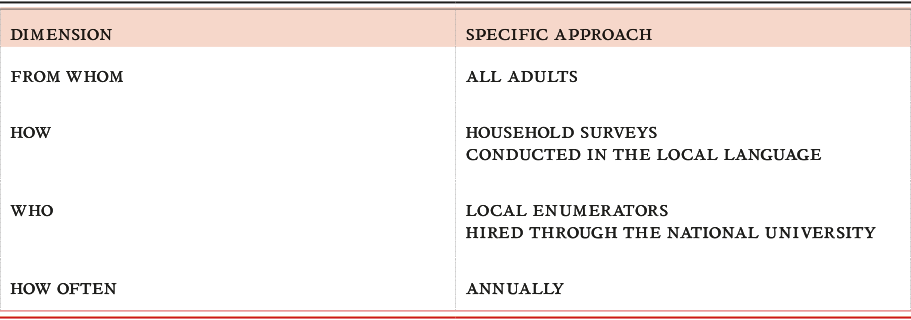 DIMENSION SPECIFIC APPROACH
FROM WHOM ALL ADULTS
HOW HOUSEHOLD SURVEYS
CONDUCTED IN THE LOCAL LANGUAGE
WHO LOCAL ENUMERATORS
HIRED THROUGH THE NATIONAL UNIVERSITY
HOW OFTEN ANNUALLY